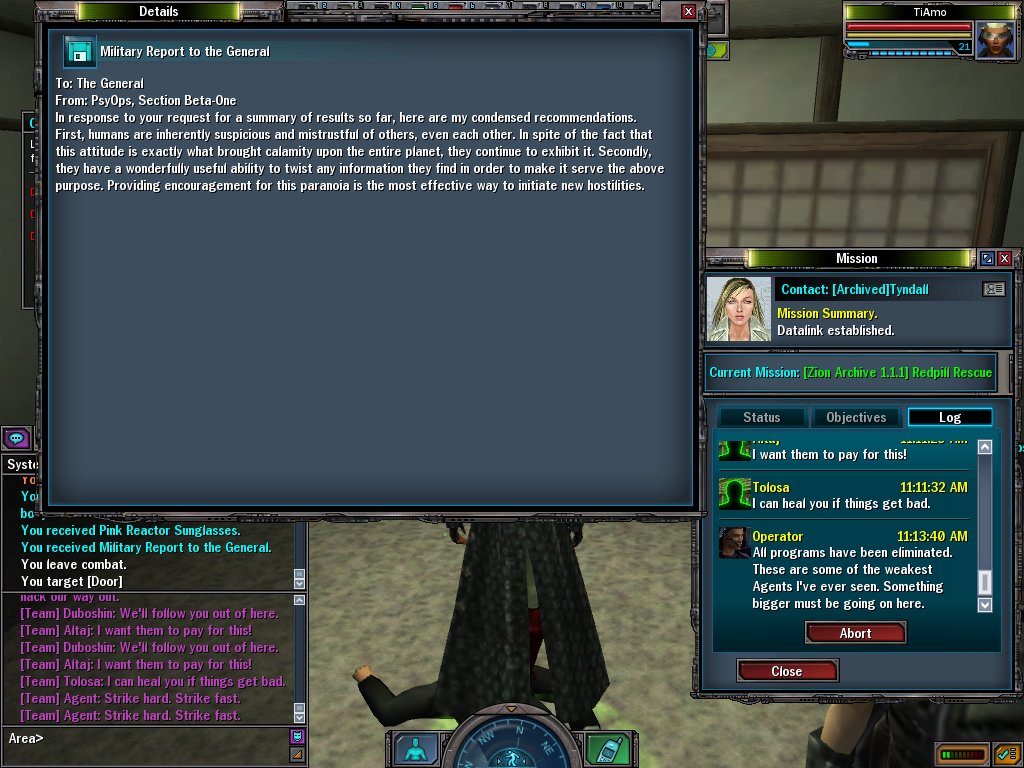 Details
TiAmo
21
Military Report to the General
To: The General
From: PsyOps, Section Beta-One
In response to your request for a summary of results so far, here are my condensed recommendations.
First, humans are inherently suspicious and mistrustful of others, even each other. In spite of the fact that
this attitude is exactly what brought calamity upon the entire planet, they continue to exhibit it. Secondly,
they have a wonderfully useful ability to twist any information they find in order to make it serve the above
purpose. Providing encouragement for this paranoia is the most effective way to initiate new hostilities.
Mission
Contact: [Archived]Tyndall
Mission Summary.
Datalink established.
Current Mission: [Zion Archive 1.1.1] Redpill Rescue
Status
Objectives
Log
I want them to pay for this!
Tolosa 11:11:32 AM
I can heal you if things get bad.
Operator 11:13:40 AM
All programs have been eliminated.
These are some of the weakest
Agents I've ever seen. Something
bigger must be going on here.
Abort
Close
You received Pink Reactor Sunglasses.
You received Military Report to the General.
You leave combat.
You target [Door]
hack our way out.
[Team] Duboshin: We'll follow you out of here.
[Team] Altaj: I want them to pay for this!
[Team] Duboshin: We'll follow you out of here.
[Team] Altaj: I want them to pay for this!
[Team] Tolosa: I can heal you if things get bad.
[Team] Agent: Strike hard. Strike fast.
[Team] Agent: Strike hard. Strike fast.
Area>
NW N NE